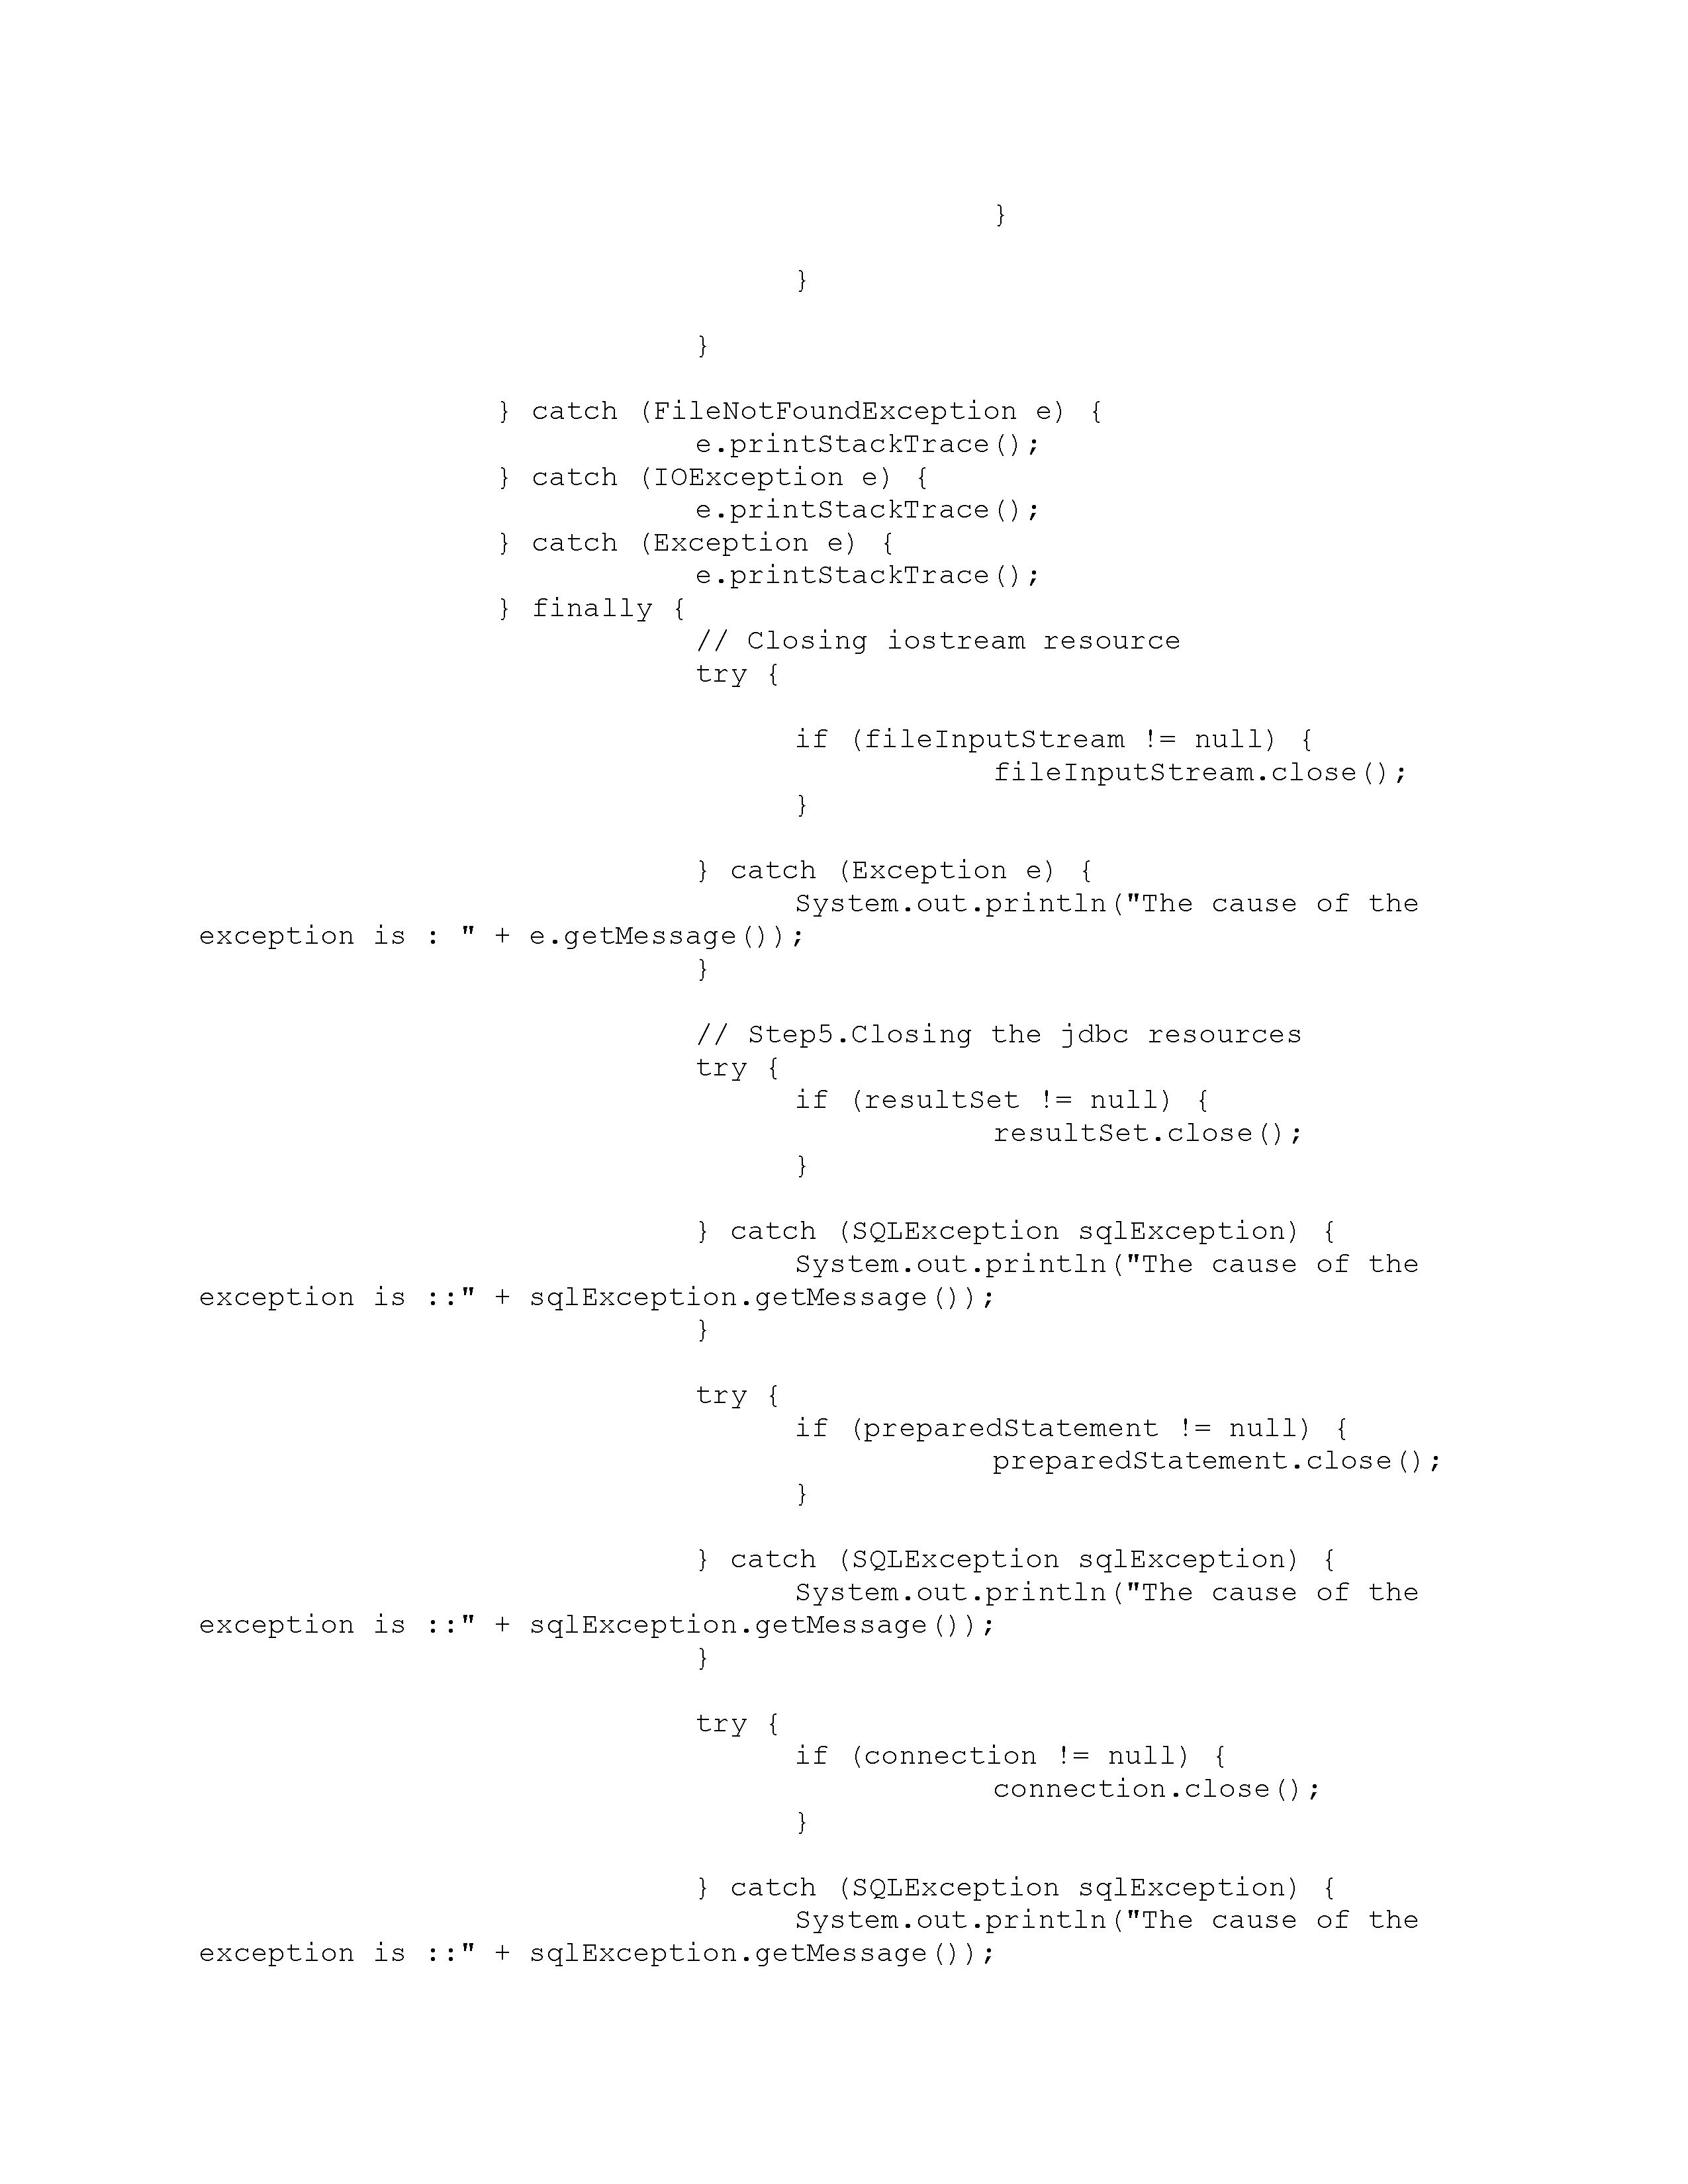 }
}
}
} catch (FileNotFoundException e) {
e.printStackTrace();
} catch (IOException e) {
e.printStackTrace();
} catch (Exception e) {
e.printStackTrace();
} finally {
// Closing iostream resource
try {
if (fileInputStream != null) {
fileInputStream.close();
}
} catch (Exception e) {
System.out.println("The cause of the
exception is : " + e.getMessage());
}
// Step5.Closing the jdbc resources
try {
if (resultSet != null) {
resultSet.close();
}
} catch (SQLException sqlException) {
System.out.println("The cause of the
exception is ::" + sqlException.getMessage());
}
try {
if (preparedStatement != null) {
preparedStatement.close();
}
} catch (SQLException sqlException) {
System.out.println("The cause of the
exception is ::" + sqlException.getMessage());
}
try {
if (connection != null) {
connection.close();
}
} catch (SQLException sqlException) {
System.out.println("The cause of the
exception is ::" + sqlException.getMessage());